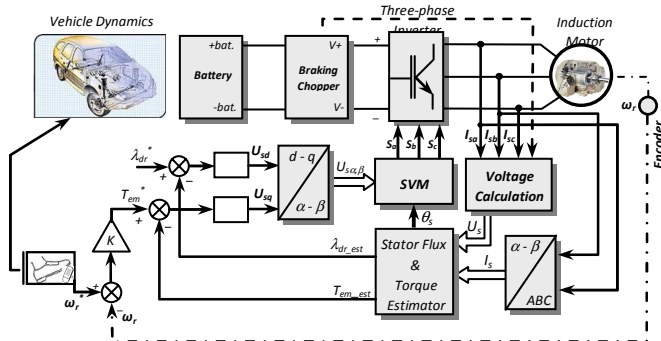 Vehicle Dynamics
Three-phase
Inverter
Induction
Motor
+bat.
-bat.
Battery
Braking
Chopper
V+
V-
+
−
ωr
Encoder
Sa
Sb
Sc
Isa
Isb
Isc
λdr*
+
−
Usd
d - q
α - β
Usα,β
SVM
Voltage
Calculation
Tem*
+
−
Usq
θs
Us
K
λdr_est
Stator Flux
&
Torque
Estimator
Is
α - β
ABC
Tem_est
ωr*
+
−
ωr